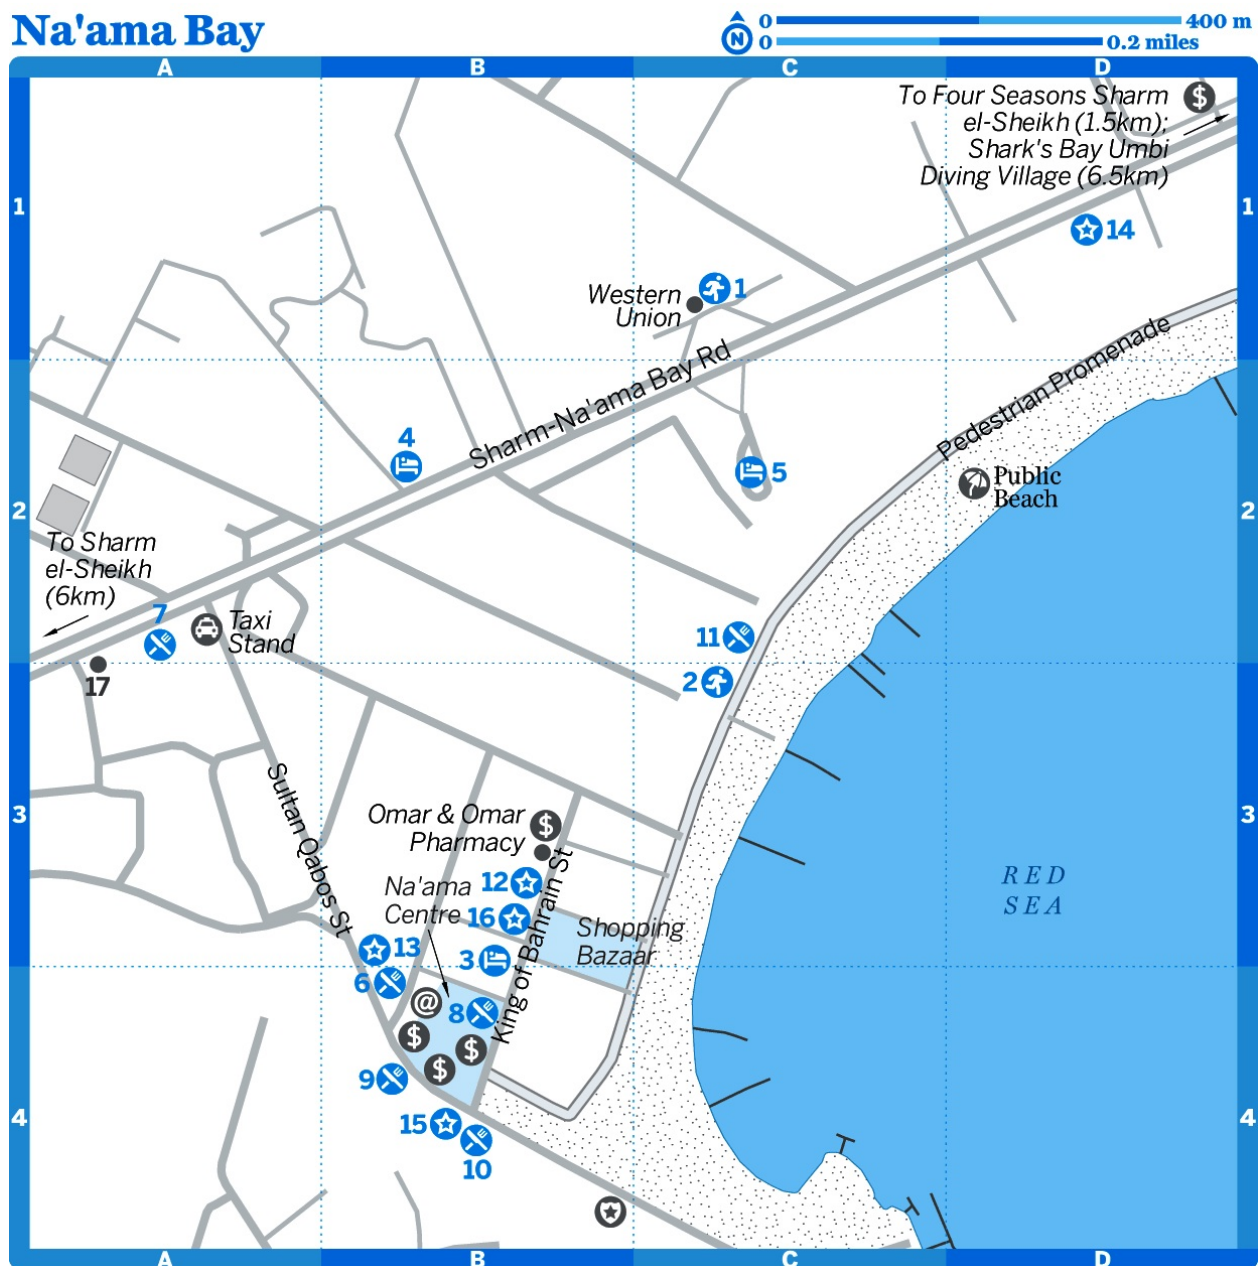 Na'ama Bay
N
0
400 m
0
0.2 miles
A
B
C
D
To Four Seasons Sharm
el-Sheikh (1.5km);
Shark's Bay Umbi
Diving Village (6.5km)
$
1
1
14
Western
Union
1
Sharm-Na'ama Bay Rd
Pedestrian Promenade
4
5
Public
Beach
2
2
To Sharm
el-Sheikh
(6km)
7
Taxi
Stand
11
17
2
Sultan Qabos St
3
3
Omar & Omar
Pharmacy
$
12
Na'ama
Centre
16
King of Bahrain St
Shopping
Bazaar
RED
SEA
13
3
6
@
8
$
$
$
9
4
4
15
10
A
B
C
D